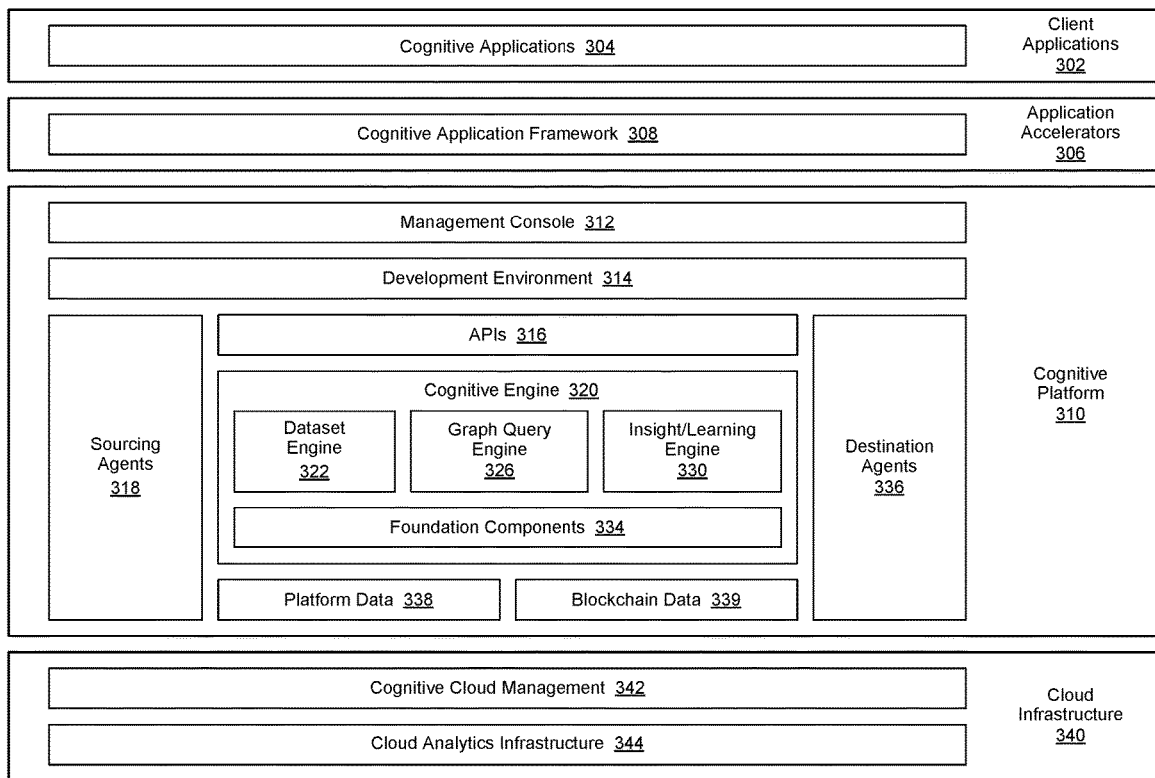 Cognitive Applications 304
Client
Applications
302
Cognitive Application Framework 308
Application
Accelerators
306
Management Console 312
Development Environment 314
Sourcing
Agents
318
APIs 316
Cognitive Engine 320
Dataset
Engine
322
Graph Query
Engine
326
Insight/Learning
Engine
330
Foundation Components 334
Platform Data 338
Blockchain Data 339
Destination
Agents
336
Cognitive
Platform
310
Cognitive Cloud Management 342
Cloud Analytics Infrastructure 344
Cloud
Infrastructure
340